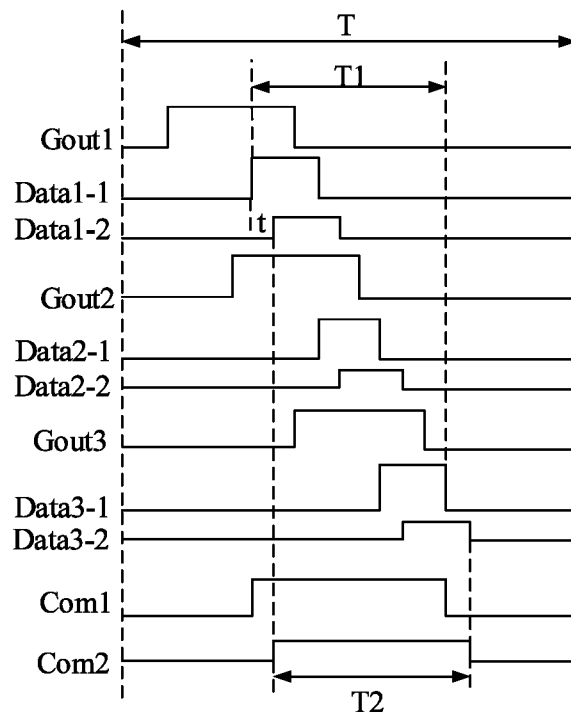 T
T1
Gout1
Data1-1
t
Data1-2
Gout2
Data2-1
Data2-2
Gout3
Data3-1
Data3-2
Com1
Com2
T2